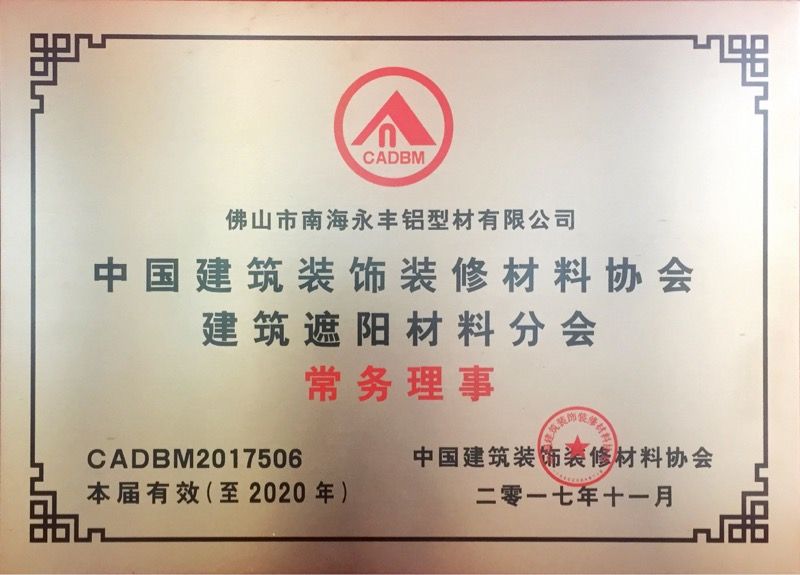 CADBM
佛山市南海永丰铝型材有限公司
中国建筑装饰装修材料协会
建筑遮阳材料分会
常务理事
CADBM2017506
本届有效(至2020年)
中国建筑装饰装修材料协会
二零一七年十一月